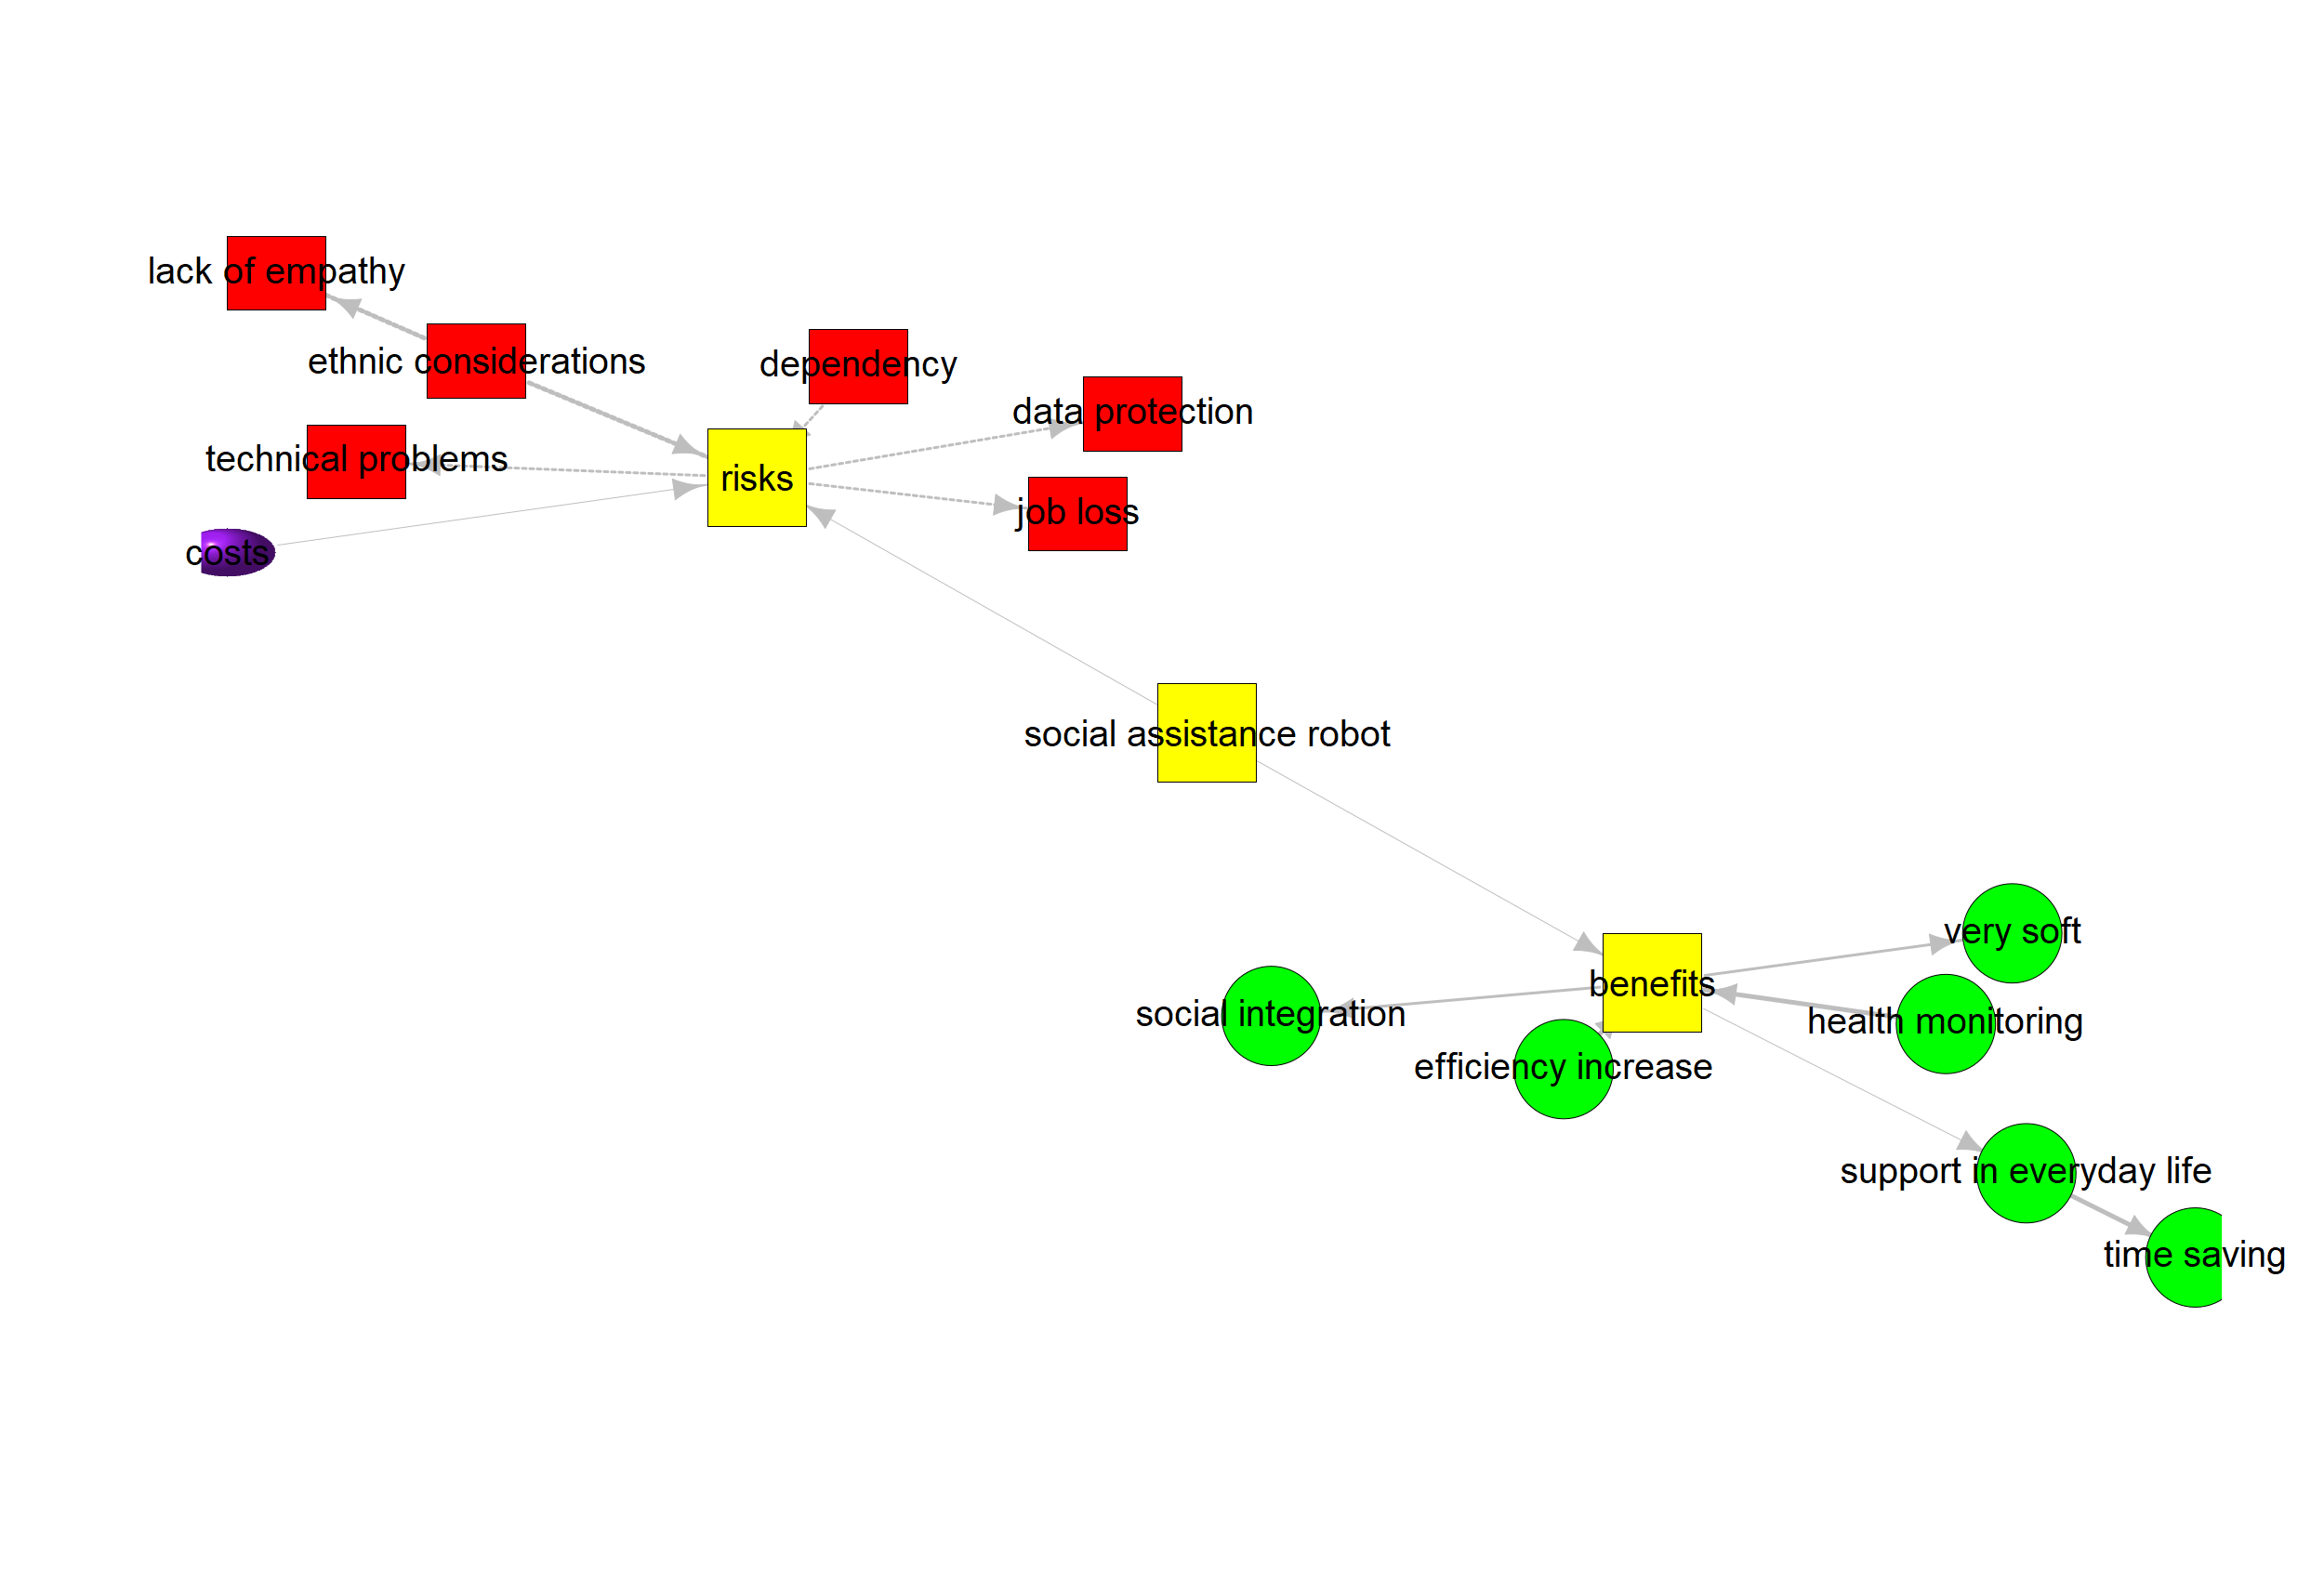 lack of empathy
ethnic considerations
dependency
data protection
technical problems
risks
job loss
costs
social assistance robot
very soft
benefits
social integration
health monitoring
efficiency increase
support in everyday life
time saving